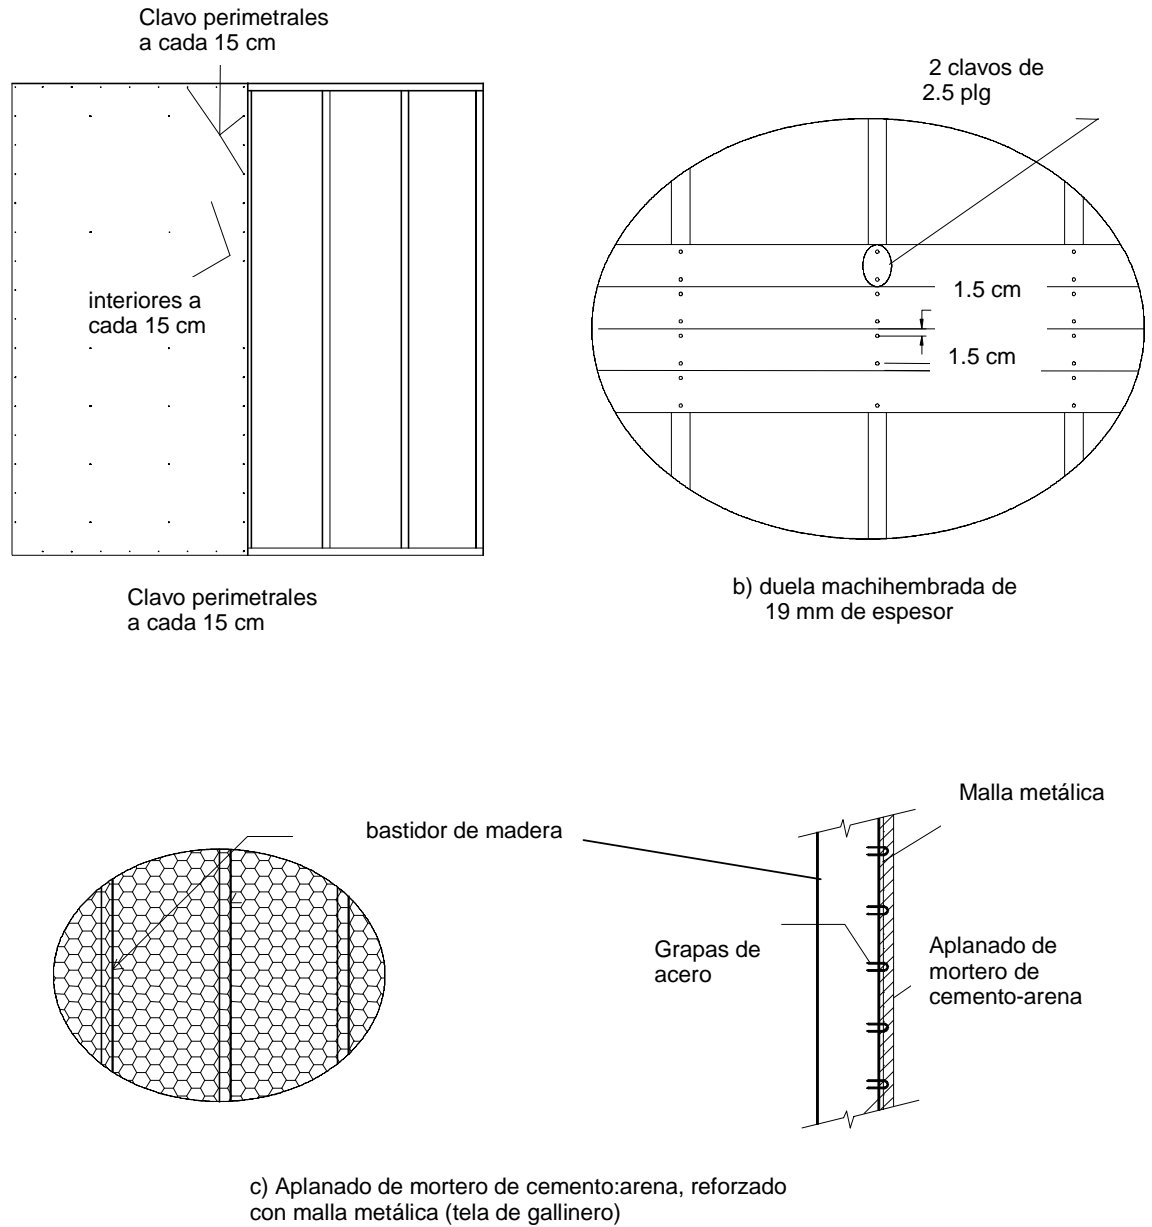 Clavo perimetrales
a cada 15 cm
interiores a
cada 15 cm
Clavo perimetrales
a cada 15 cm
2 clavos de
2.5 plg
1.5 cm
1.5 cm
b) duela machihembrada de
19 mm de espesor
bastidor de madera
Malla metálica
Grapas de
acero
Aplanado de
mortero de
cemento-arena
c) Aplanado de mortero de cemento:arena, reforzado
con malla metálica (tela de gallinero)